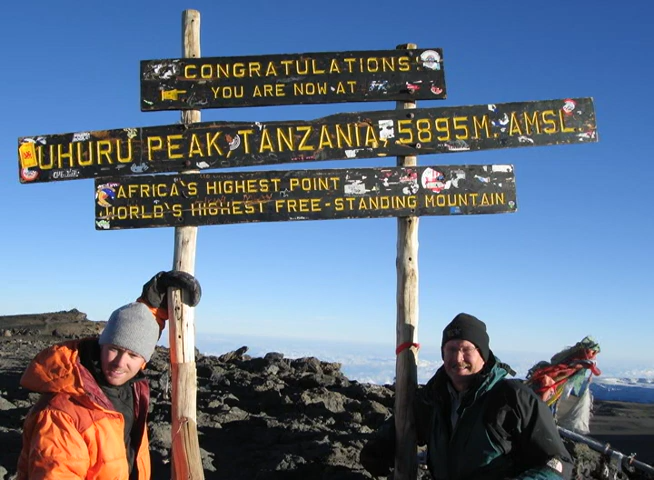 CONGRATULATIONS!
YOU ARE NOW AT
UHURU PEAK, TANZANIA, 5895M. AMSL
AFRICA'S HIGHEST POINT
WORLD'S HIGHEST FREE-STANDING MOUNTAIN